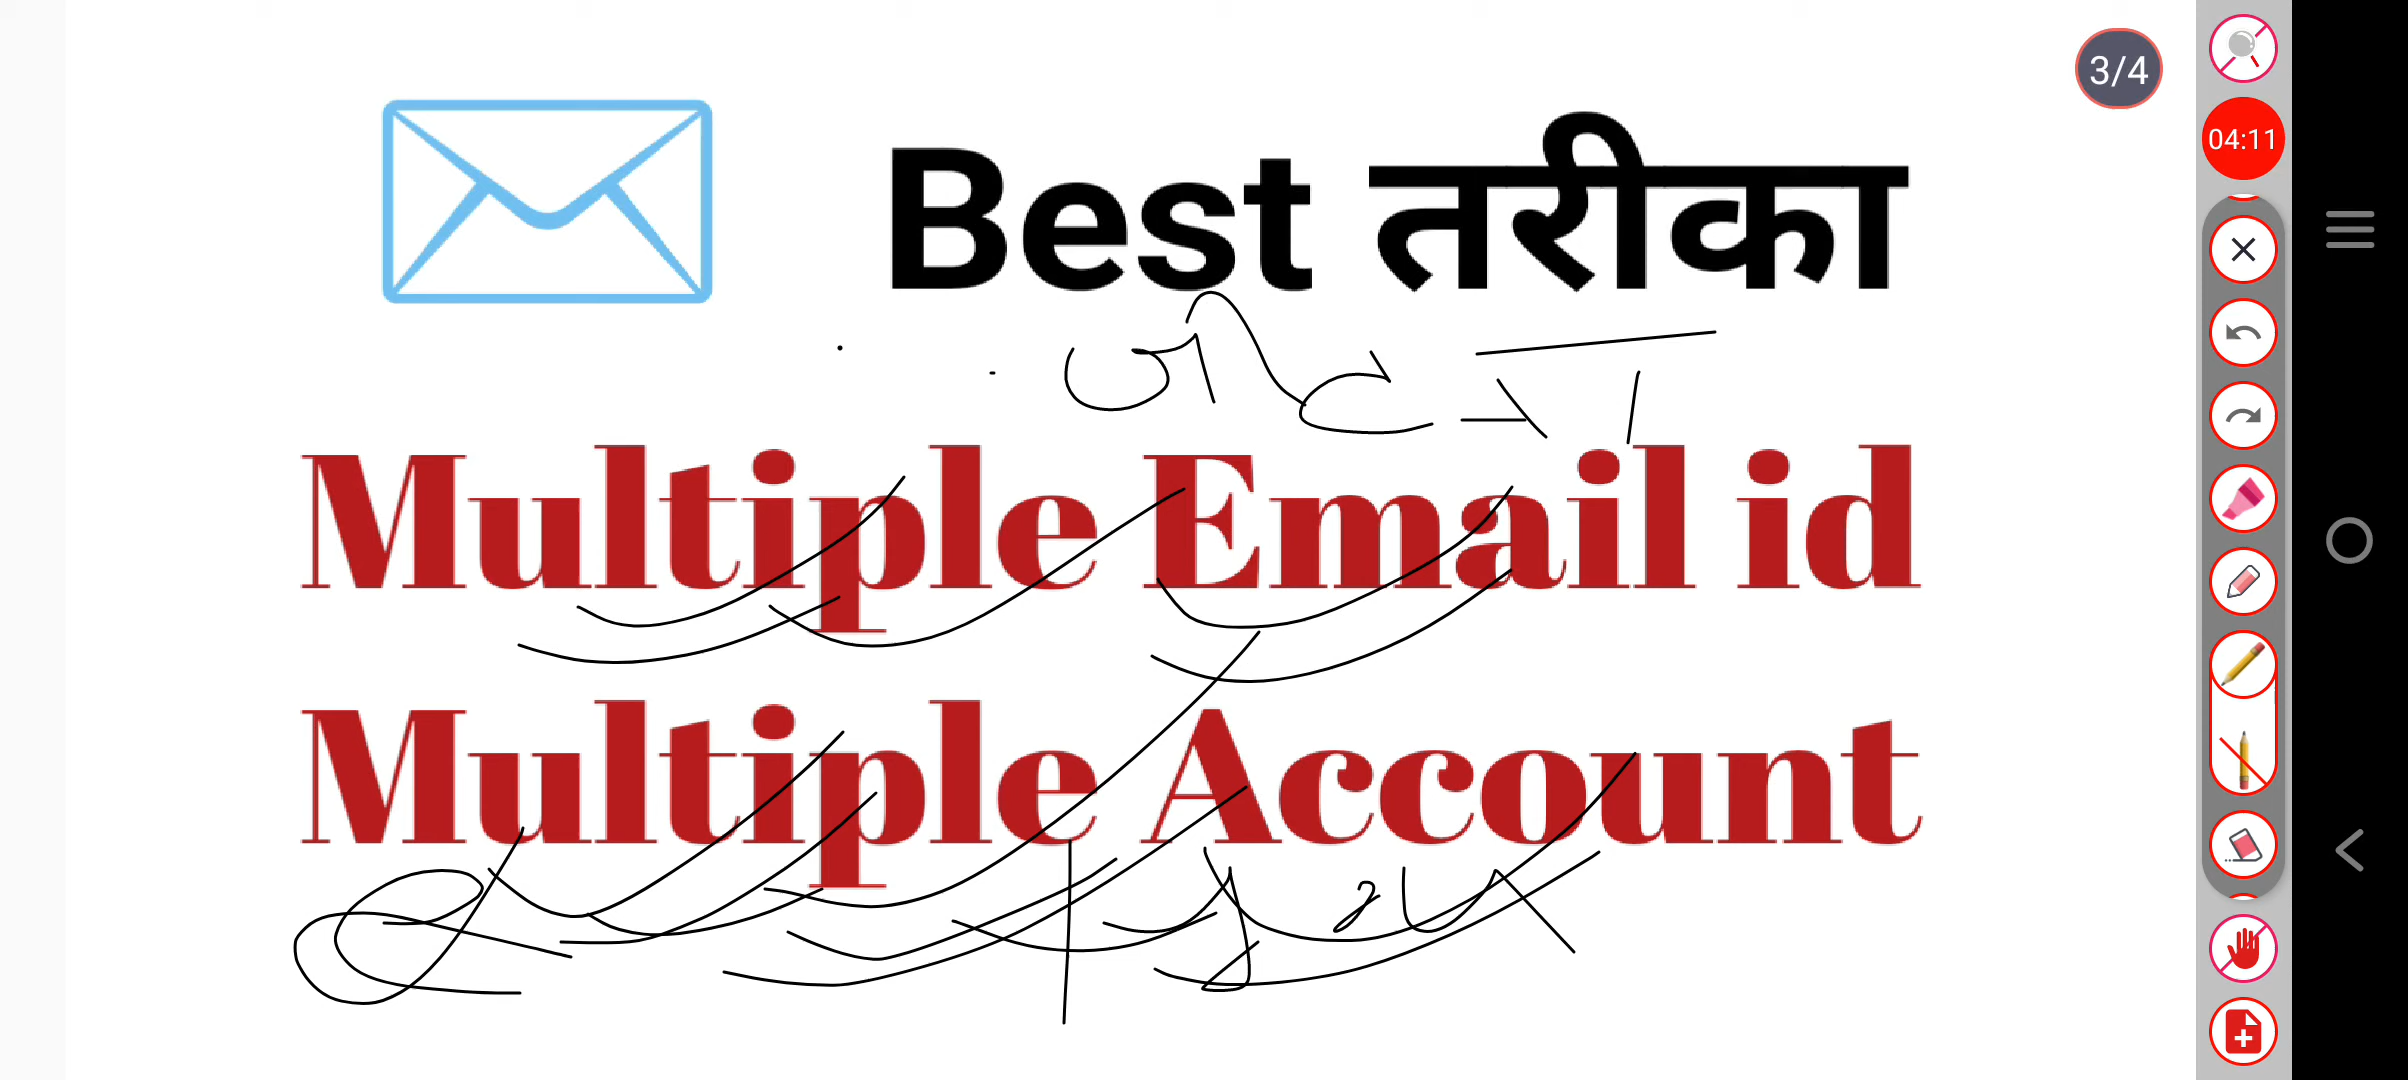 3/4
04:11
Best तरीका
Multiple Email id
Multiple Account